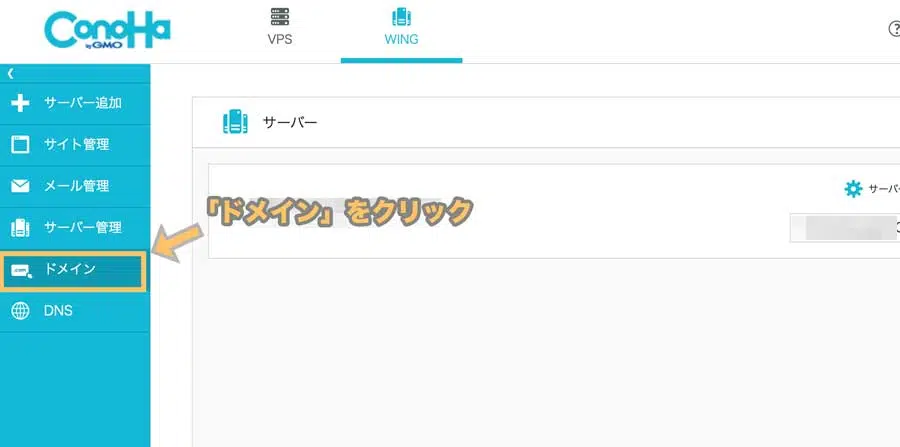 ConoHa
by GMO
VPS
WING
?
サーバー追加
サイト管理
メール管理
サーバー管理
.com
ドメイン
DNS
サーバー
サーバー
「ドメイン」をクリック